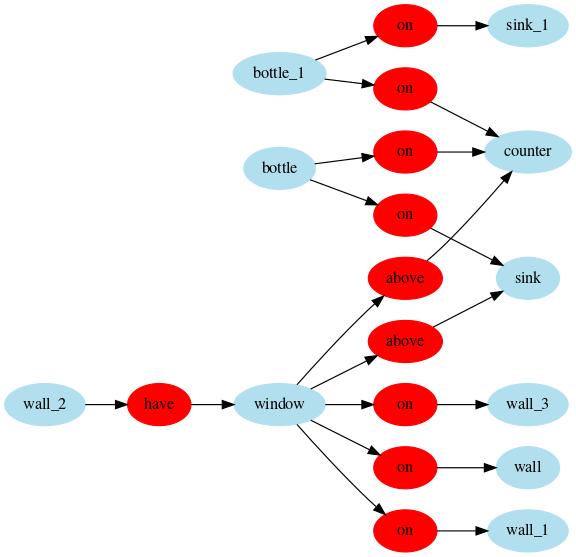 on
sink_1
bottle_1
on
on
counter
bottle
on
above
sink
above
wall_2
have
window
on
wall_3
on
wall
on
wall_1